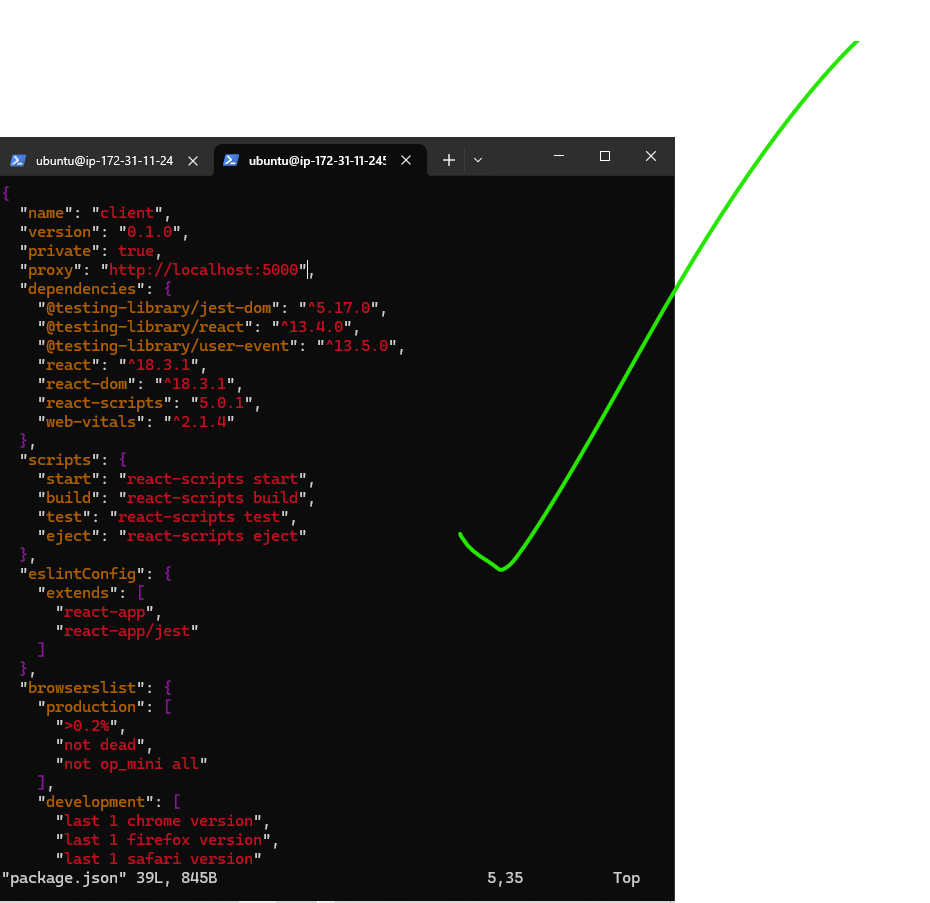 ubuntu@ip-172-31-11-24 ubuntu@ip-172-31-11-245
{
"name": "client",
"version": "0.1.0",
"private": true,
"proxy": "http://localhost:5000",
"dependencies": {
"@testing-library/jest-dom": "^5.17.0",
"@testing-library/react": "^13.4.0",
"@testing-library/user-event": "^13.5.0",
"react": "^18.3.1",
"react-dom": "^18.3.1",
"react-scripts": "5.0.1",
"web-vitals": "^2.1.4"
},
"scripts": {
"start": "react-scripts start",
"build": "react-scripts build",
"test": "react-scripts test",
"eject": "react-scripts eject"
},
"eslintConfig": {
"extends": [
"react-app",
"react-app/jest"
]
},
"browserslist": {
"production": [
">0.2%",
"not dead",
"not op_mini all"
],
"development": [
"last 1 chrome version",
"last 1 firefox version",
"last 1 safari version"
"package.json" 39L, 845B 5,35 Top